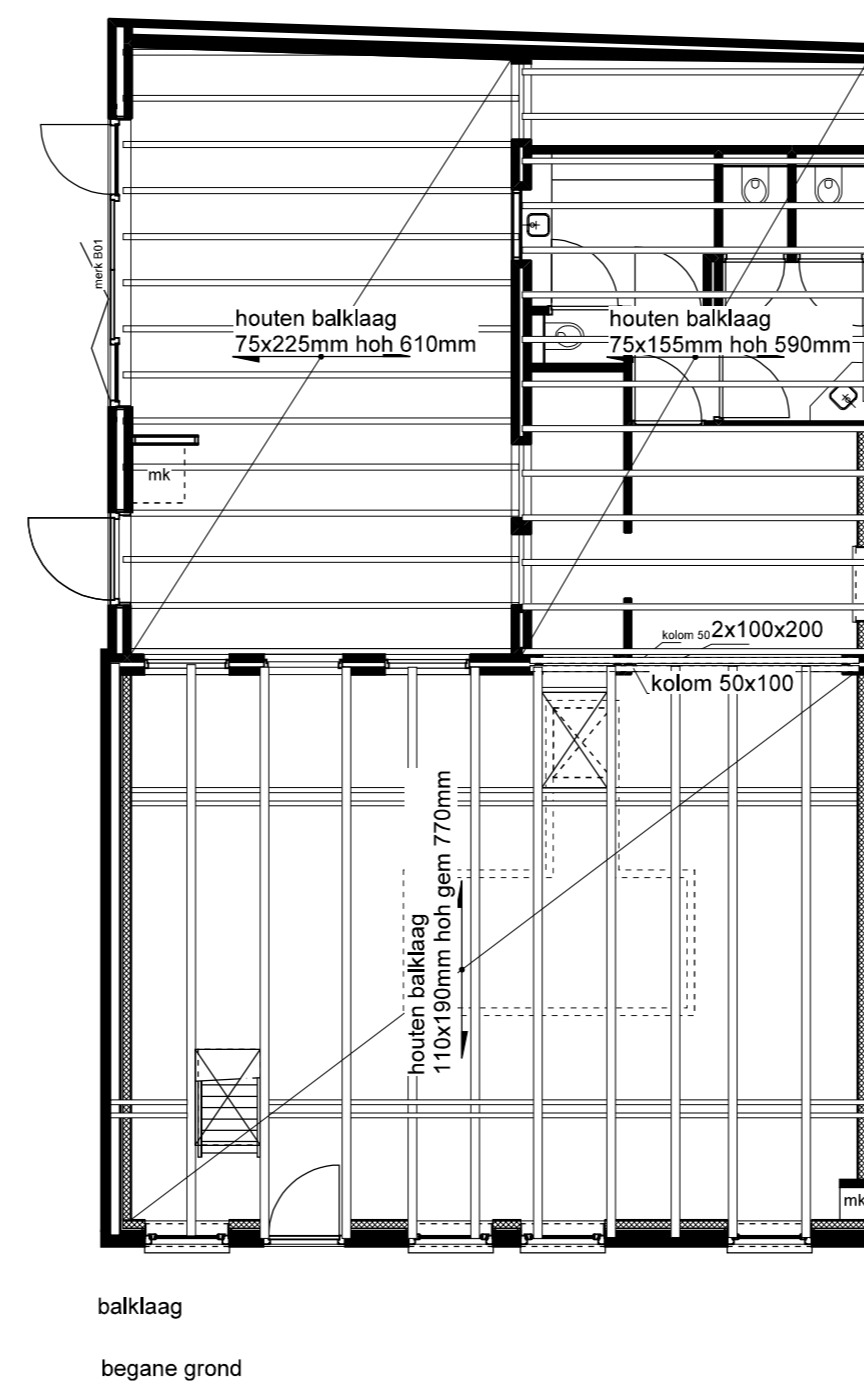 merk B01
houten balklaag
75x225mm hoh 610mm
houten balklaag
75x155mm hoh 590mm
mk
kolom 50
2x100x200
kolom 50x100
houten balklaag
110x190mm hoh gem 770mm
mk
balklaag
begane grond